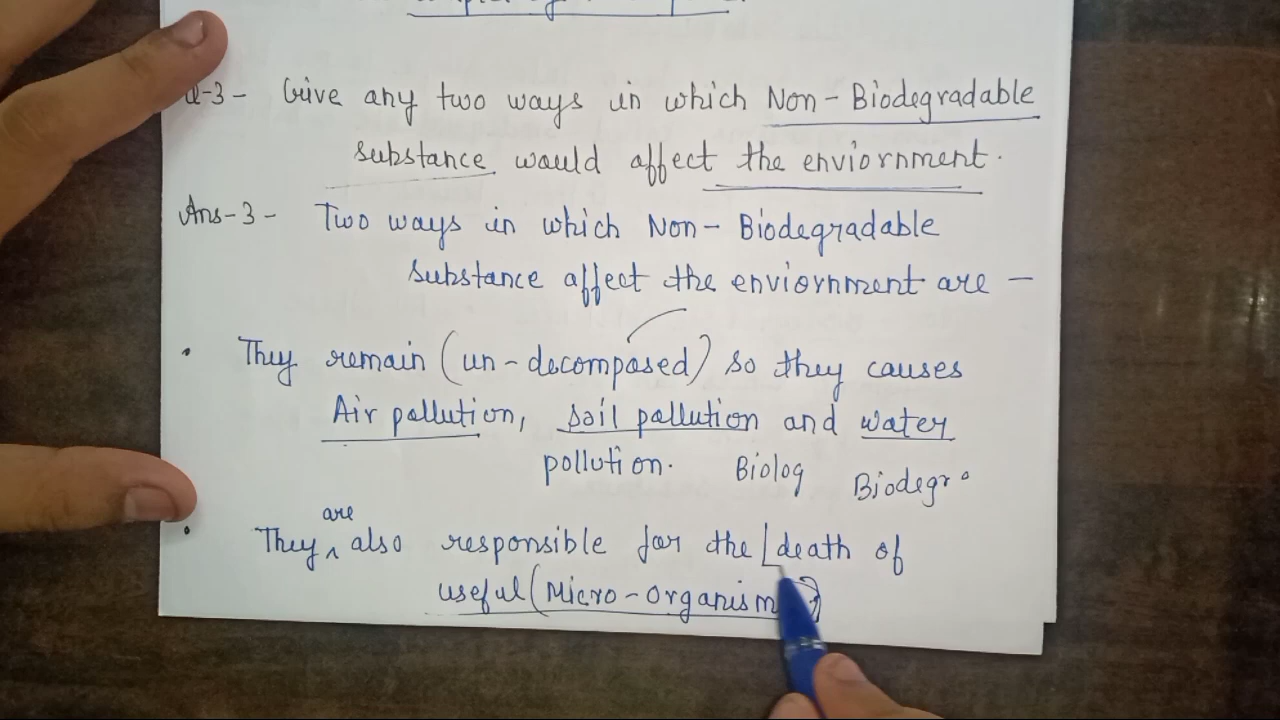 Q-3- Give any two ways in which Non-Biodegradable
substance would affect the enviornment.
Ans-3- Two ways in which Non-Biodegradable
substance affect the enviornment are -
• They remain (un-decomposed) so they causes
Air pollution, soil pollution and water
pollution. Biolog Biodegr
are
• They ^ also responsible for the death of
useful (Micro-Organism)